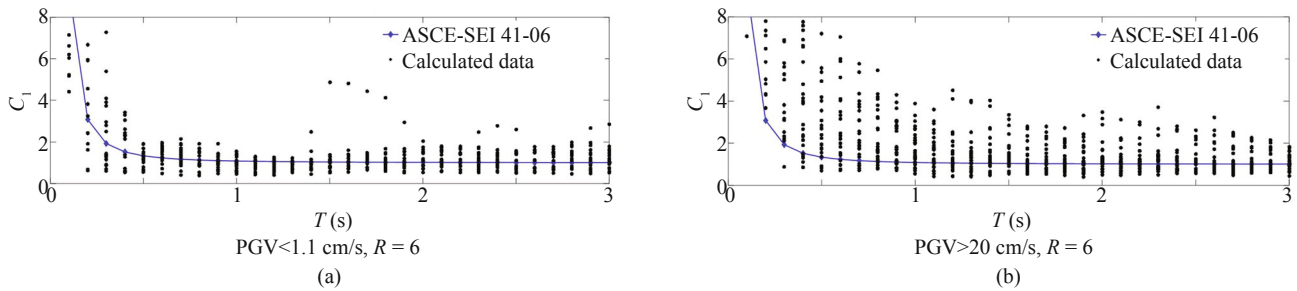 8
6
4
2
0
C₁
ASCE-SEI 41-06
Calculated data
0 1 2 3
T (s)
PGV<1.1 cm/s, R = 6
(a)
8
6
4
2
0
C₁
ASCE-SEI 41-06
Calculated data
0 1 2 3
T (s)
PGV>20 cm/s, R = 6
(b)